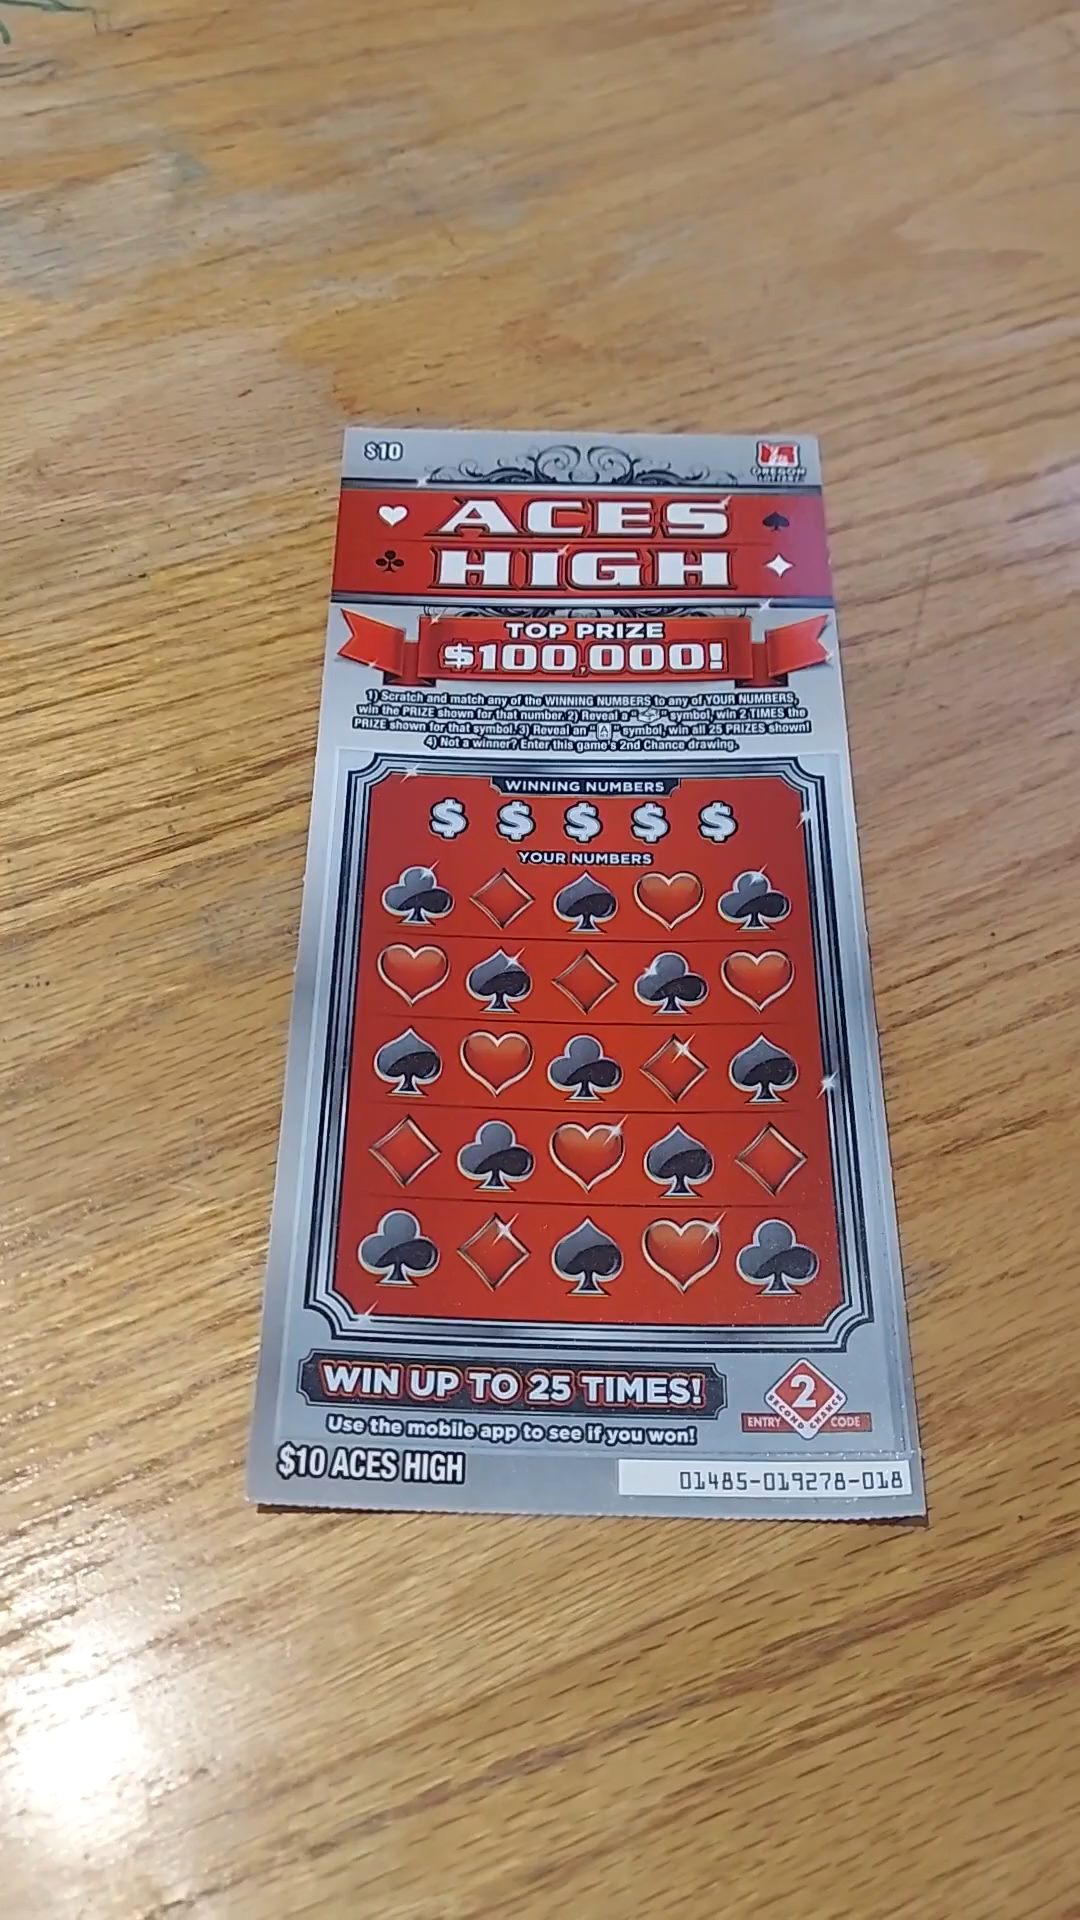 $10
OREGON
LOTTERY
ACES
HIGH
TOP PRIZE
$100,000!
1) Scratch and match any of the WINNING NUMBERS to any of YOUR NUMBERS,
win the PRIZE shown for that number. 2) Reveal a " " symbol, win 2 TIMES the
PRIZE shown for that symbol. 3) Reveal an "A" symbol, win all 25 PRIZES shown!
4) Not a winner? Enter this game's 2nd Chance drawing.
WINNING NUMBERS
$ $ $ $ $
YOUR NUMBERS
WIN UP TO 25 TIMES!
Use the mobile app to see if you won!
2
SECOND CHANCE
ENTRY CODE
$10 ACES HIGH
01485-019278-018